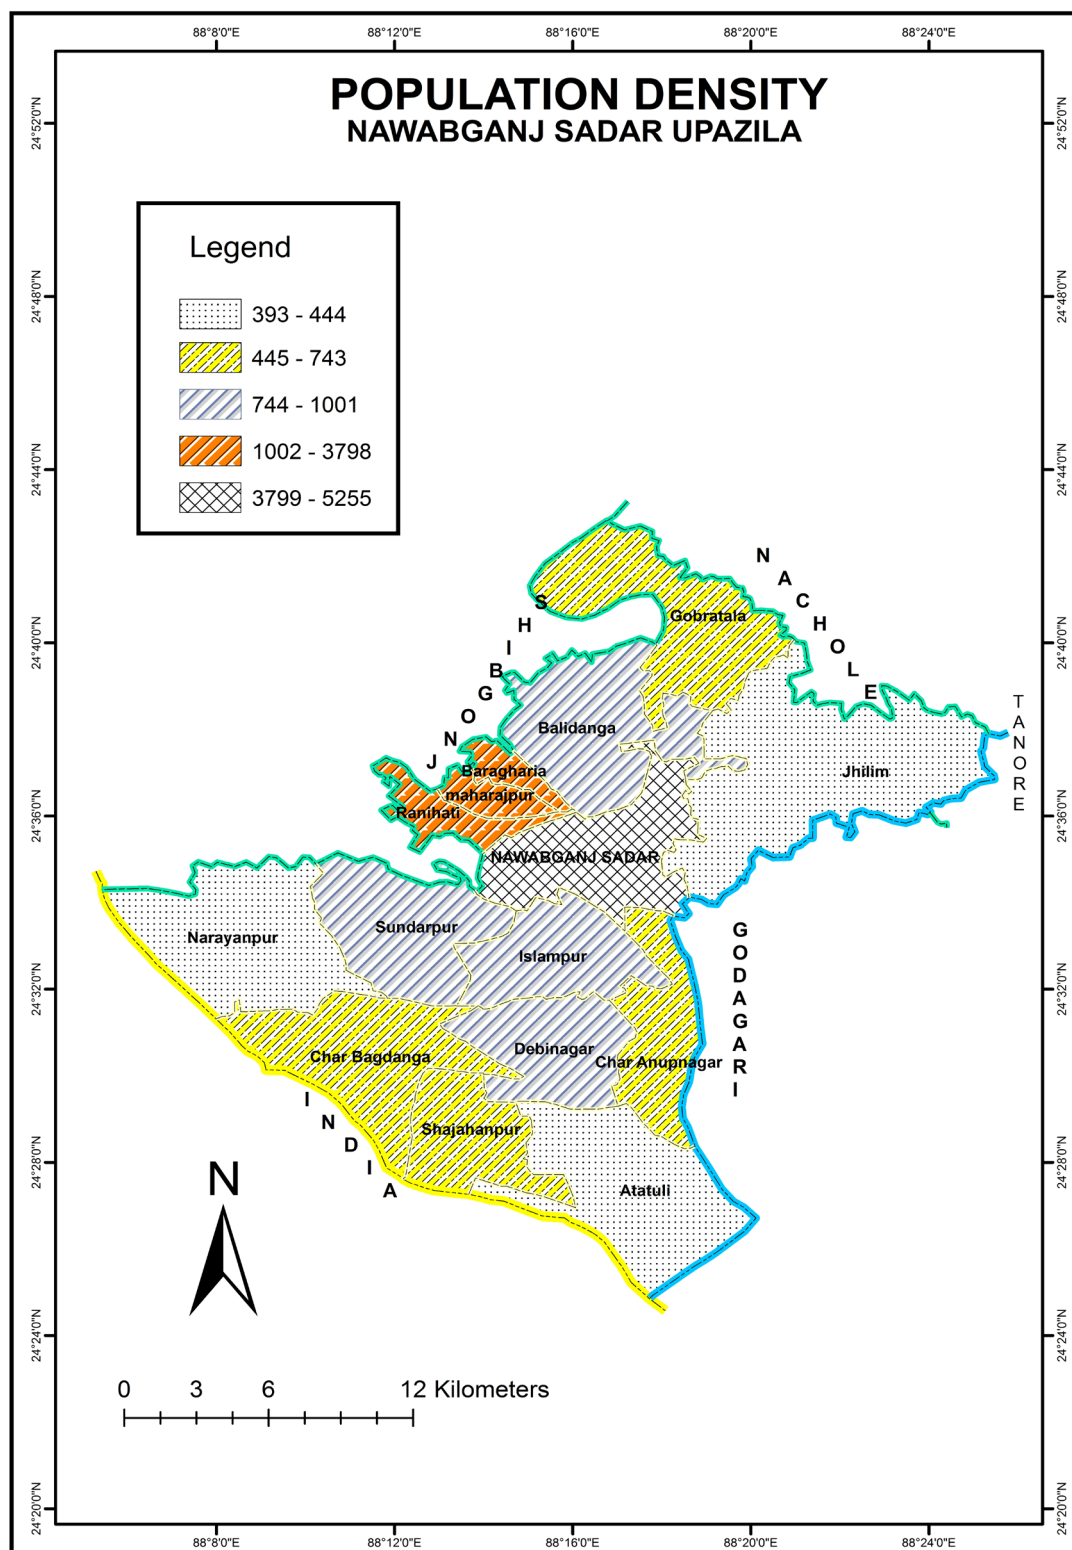 88°8'0"E 88°12'0"E 88°16'0"E 88°20'0"E 88°24'0"E
POPULATION DENSITY
NAWABGANJ SADAR UPAZILA
24°52'0"N 24°52'0"N
Legend
24°48'0"N 24°48'0"N
393 - 444
445 - 743
744 - 1001
1002 - 3798
3799 - 5255
24°44'0"N 24°44'0"N
NACHOLE
SHIBGONJ
Gobratala
24°40'0"N 24°40'0"N
TANORE
Balidanga
Baragharia
Jhilim
maharajpur
Ranihati
24°36'0"N 24°36'0"N
NAWABGANJ SADAR
Sundarpur
Narayanpur
Islampur
GODAGARI
24°32'0"N 24°32'0"N
Debinagar
Char Bagdanga
Char Anupnagar
INDIA
Shajahanpur
24°28'0"N 24°28'0"N
N
Atatuli
24°24'0"N 24°24'0"N
0 3 6 12 Kilometers
24°20'0"N 24°20'0"N
88°8'0"E 88°12'0"E 88°16'0"E 88°20'0"E 88°24'0"E